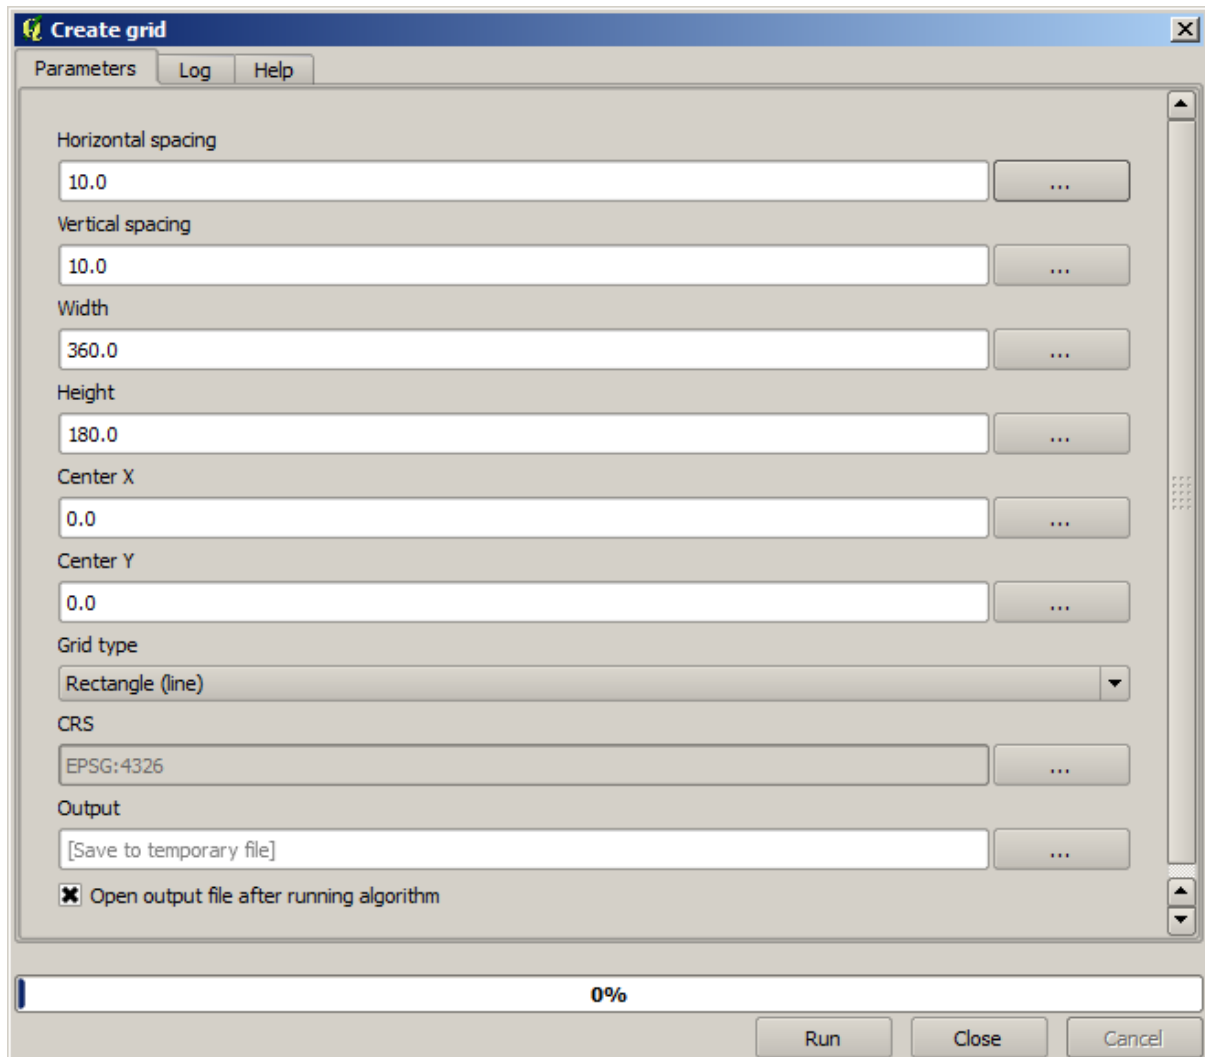 Create grid
Parameters Log Help
Horizontal spacing
10.0 ...
Vertical spacing
10.0 ...
Width
360.0 ...
Height
180.0 ...
Center X
0.0 ...
Center Y
0.0 ...
Grid type
Rectangle (line)
CRS
EPSG:4326 ...
Output
[Save to temporary file] ...
Open output file after running algorithm
0%
Run Close Cancel